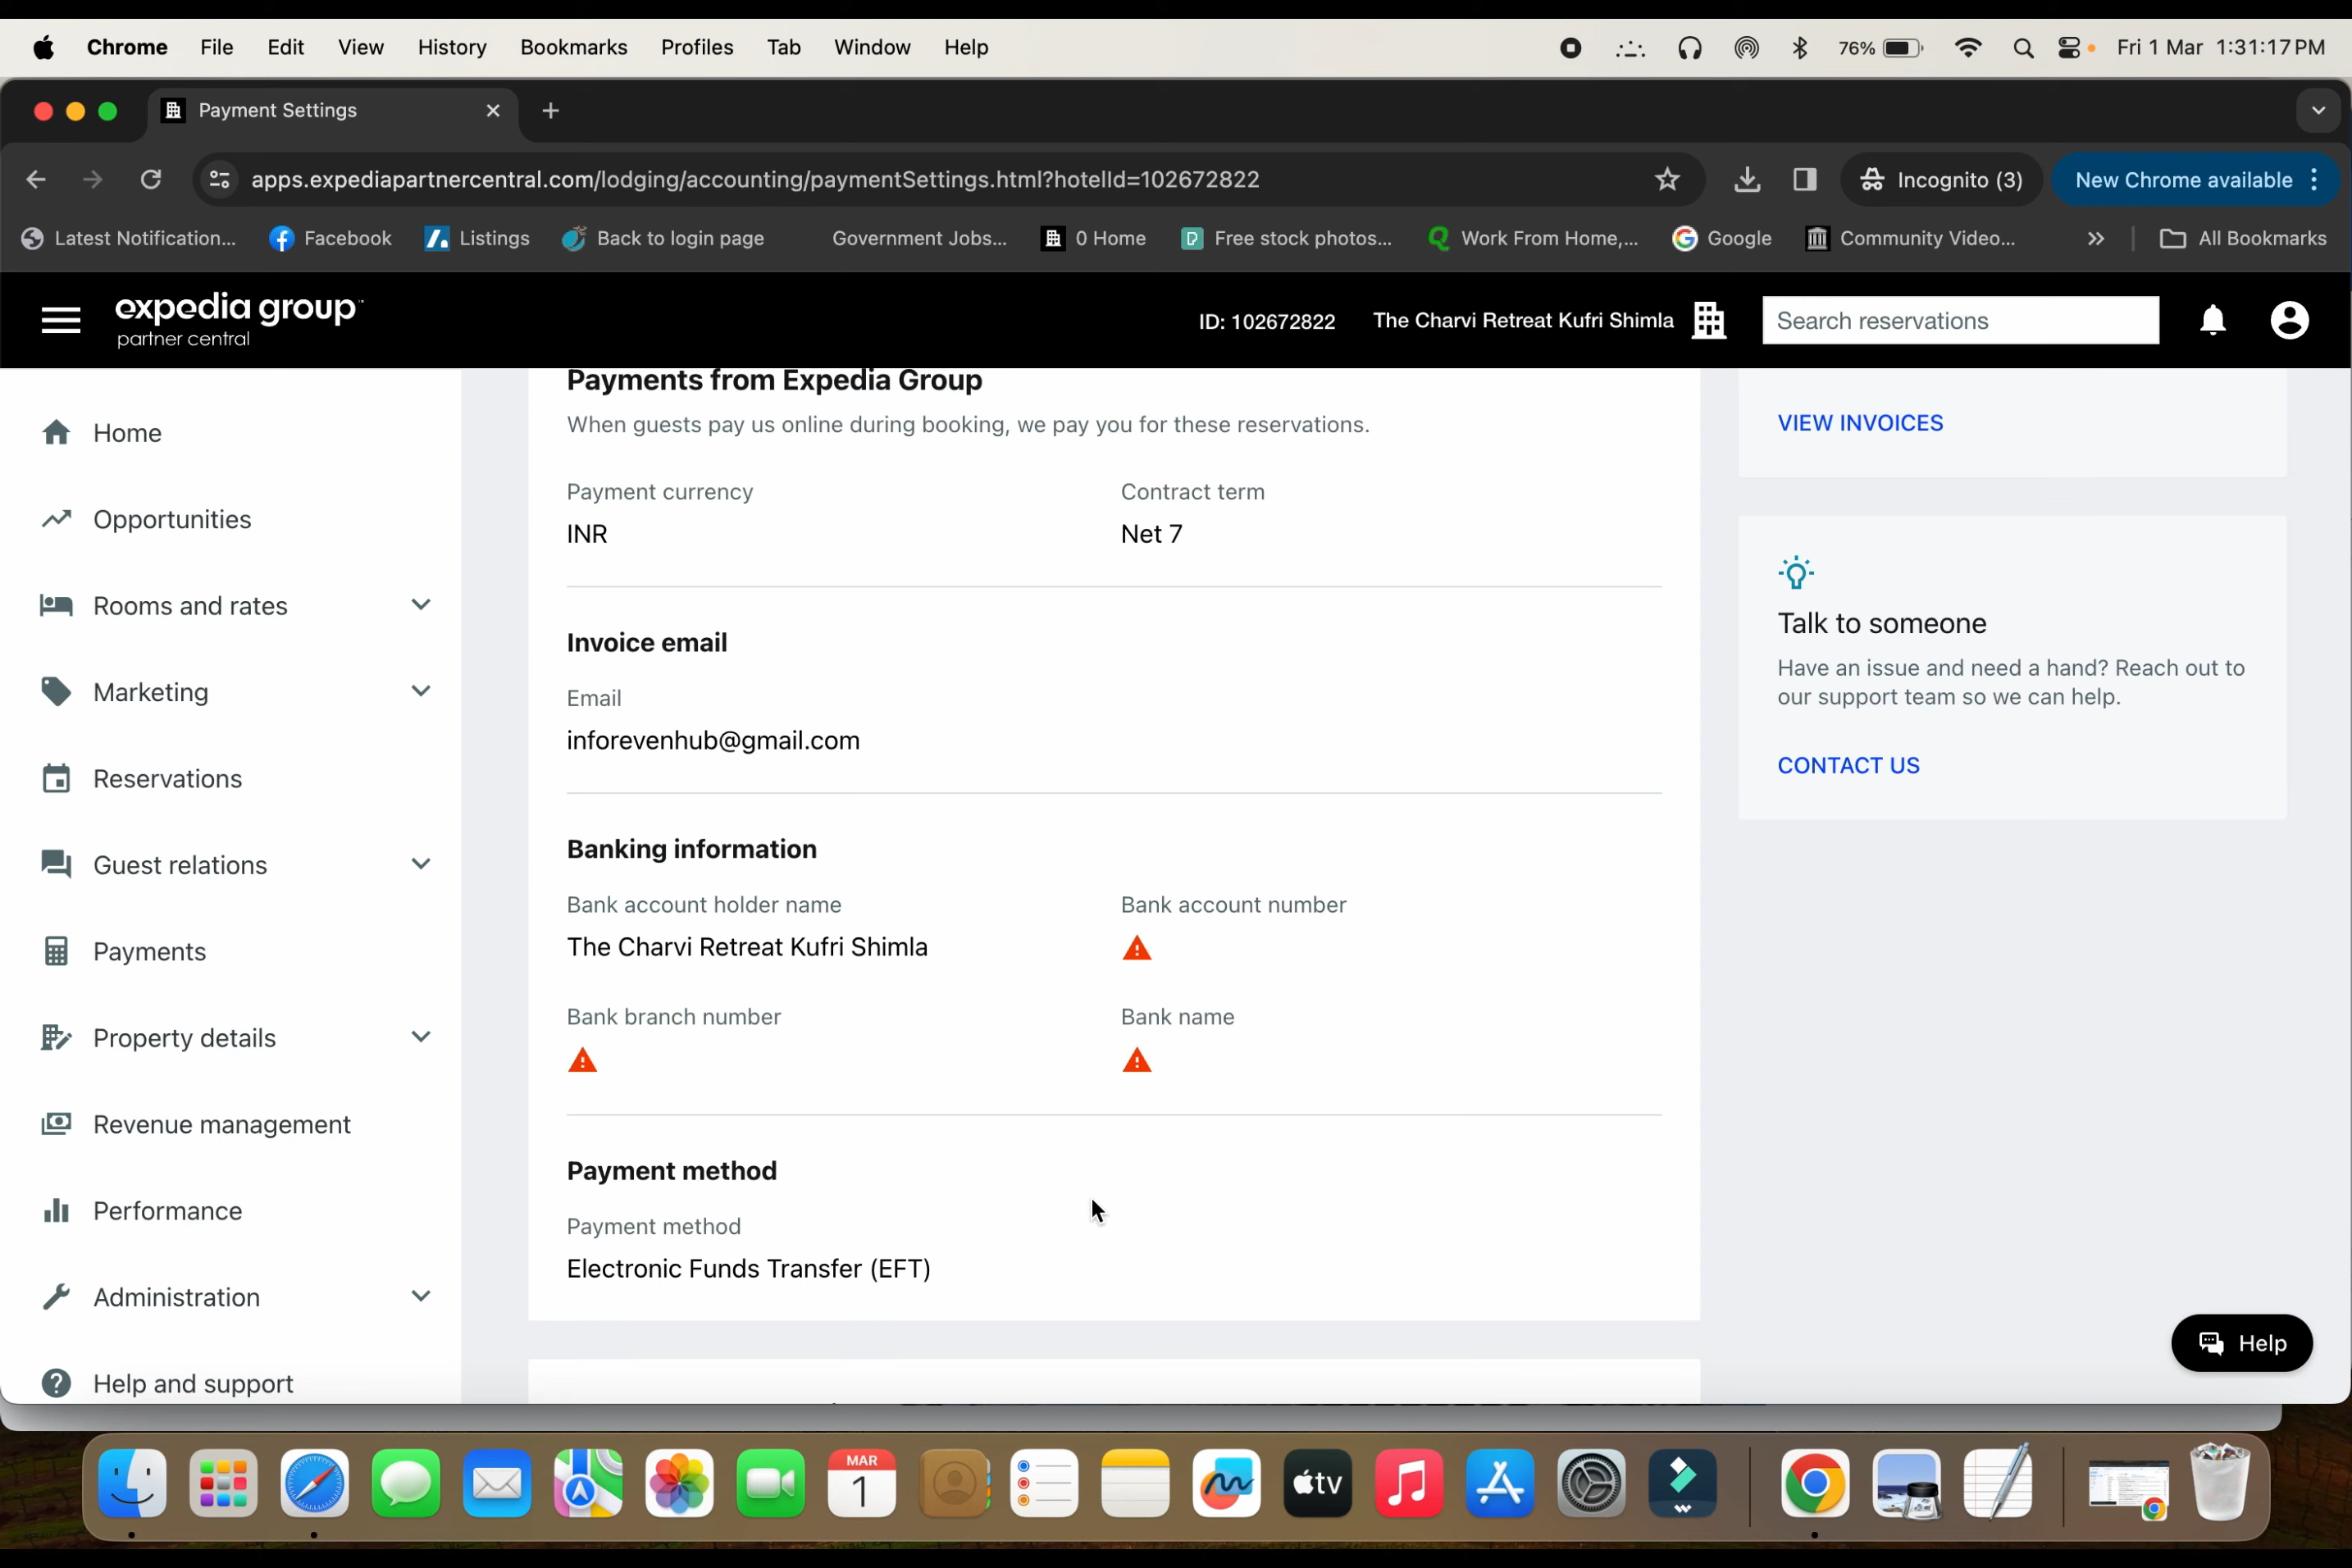 Chrome File Edit View History Bookmarks Profiles Tab Window Help 76% Fri 1 Mar 1:31:17 PM
Payment Settings
apps.expediapartnercentral.com/lodging/accounting/paymentSettings.html?hotelId=102672822 Incognito (3) New Chrome available
Latest Notification... Facebook Listings Back to login page Government Jobs... 0 Home Free stock photos... Work From Home,... Google Community Video... » All Bookmarks
expedia group™
partner central
ID: 102672822 The Charvi Retreat Kufri Shimla Search reservations
Home
Opportunities
Rooms and rates
Marketing
Reservations
Guest relations
Payments
Property details
Revenue management
Performance
Administration
Help and support
Payments from Expedia Group
When guests pay us online during booking, we pay you for these reservations.
Payment currency Contract term
INR Net 7
Invoice email
Email
inforevenhub@gmail.com
Banking information
Bank account holder name Bank account number
The Charvi Retreat Kufri Shimla
Bank branch number Bank name
Payment method
Payment method
Electronic Funds Transfer (EFT)
VIEW INVOICES
Talk to someone
Have an issue and need a hand? Reach out to
our support team so we can help.
CONTACT US
Help
MAR
1
tv